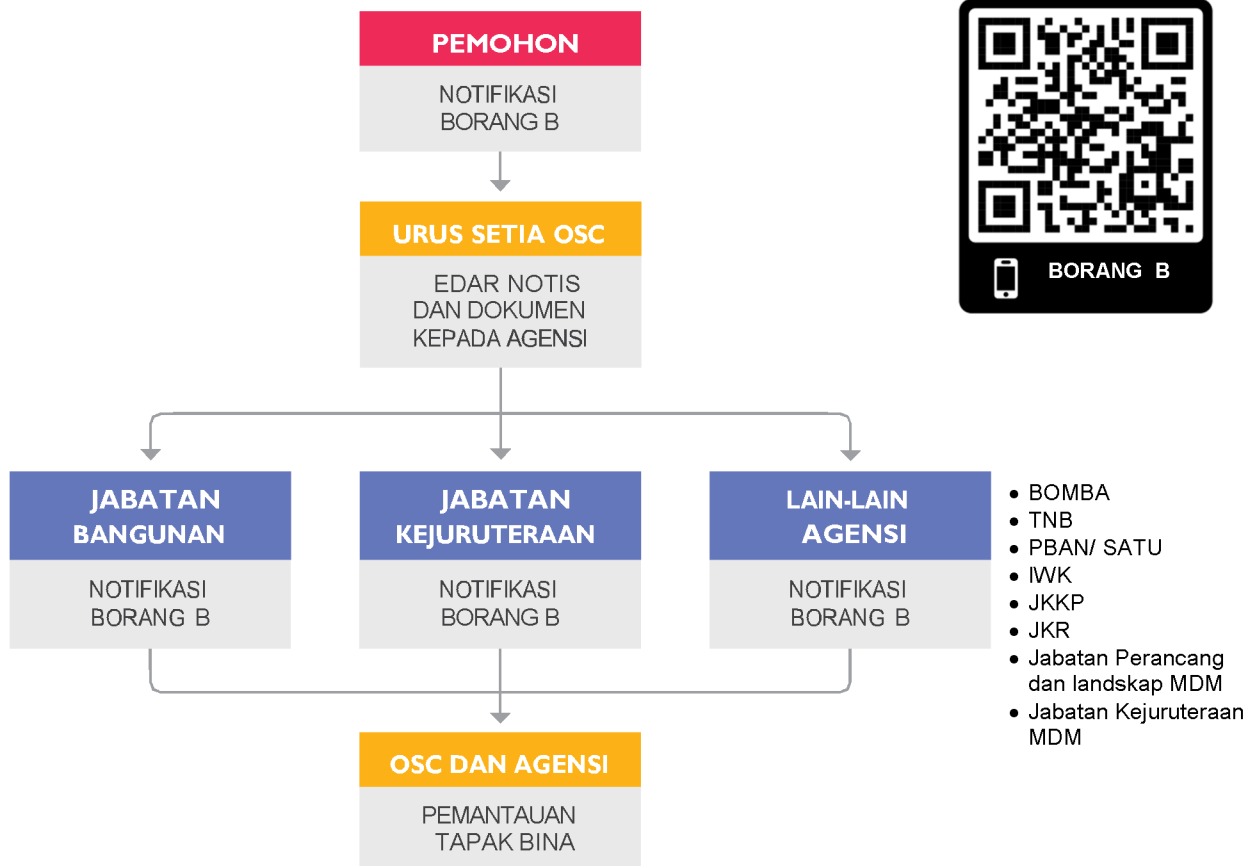 PEMOHON
NOTIFIKASI
BORANG B
BORANG B
URUS SETIA OSC
EDAR NOTIS
DAN DOKUMEN
KEPADA AGENSI
JABATAN
BANGUNAN
NOTIFIKASI
BORANG B
JABATAN
KEJURUTERAAN
NOTIFIKASI
BORANG B
LAIN-LAIN
AGENSI
NOTIFIKASI
BORANG B
• BOMBA
• TNB
• PBAN/ SATU
• IWK
• JKKP
• JKR
• Jabatan Perancang
dan landskap MDM
• Jabatan Kejuruteraan
MDM
OSC DAN AGENSI
PEMANTAUAN
TAPAK BINA